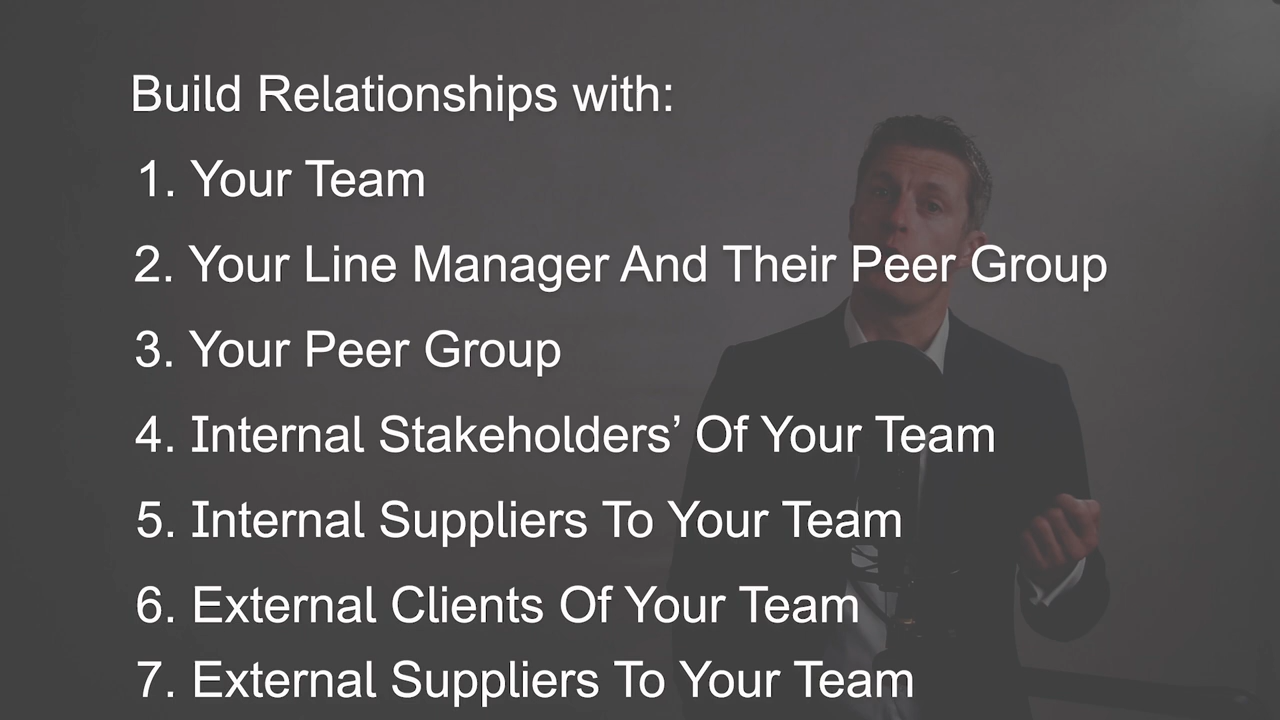 Build Relationships with:
1. Your Team
2. Your Line Manager And Their Peer Group
3. Your Peer Group
4. Internal Stakeholders’ Of Your Team
5. Internal Suppliers To Your Team
6. External Clients Of Your Team
7. External Suppliers To Your Team